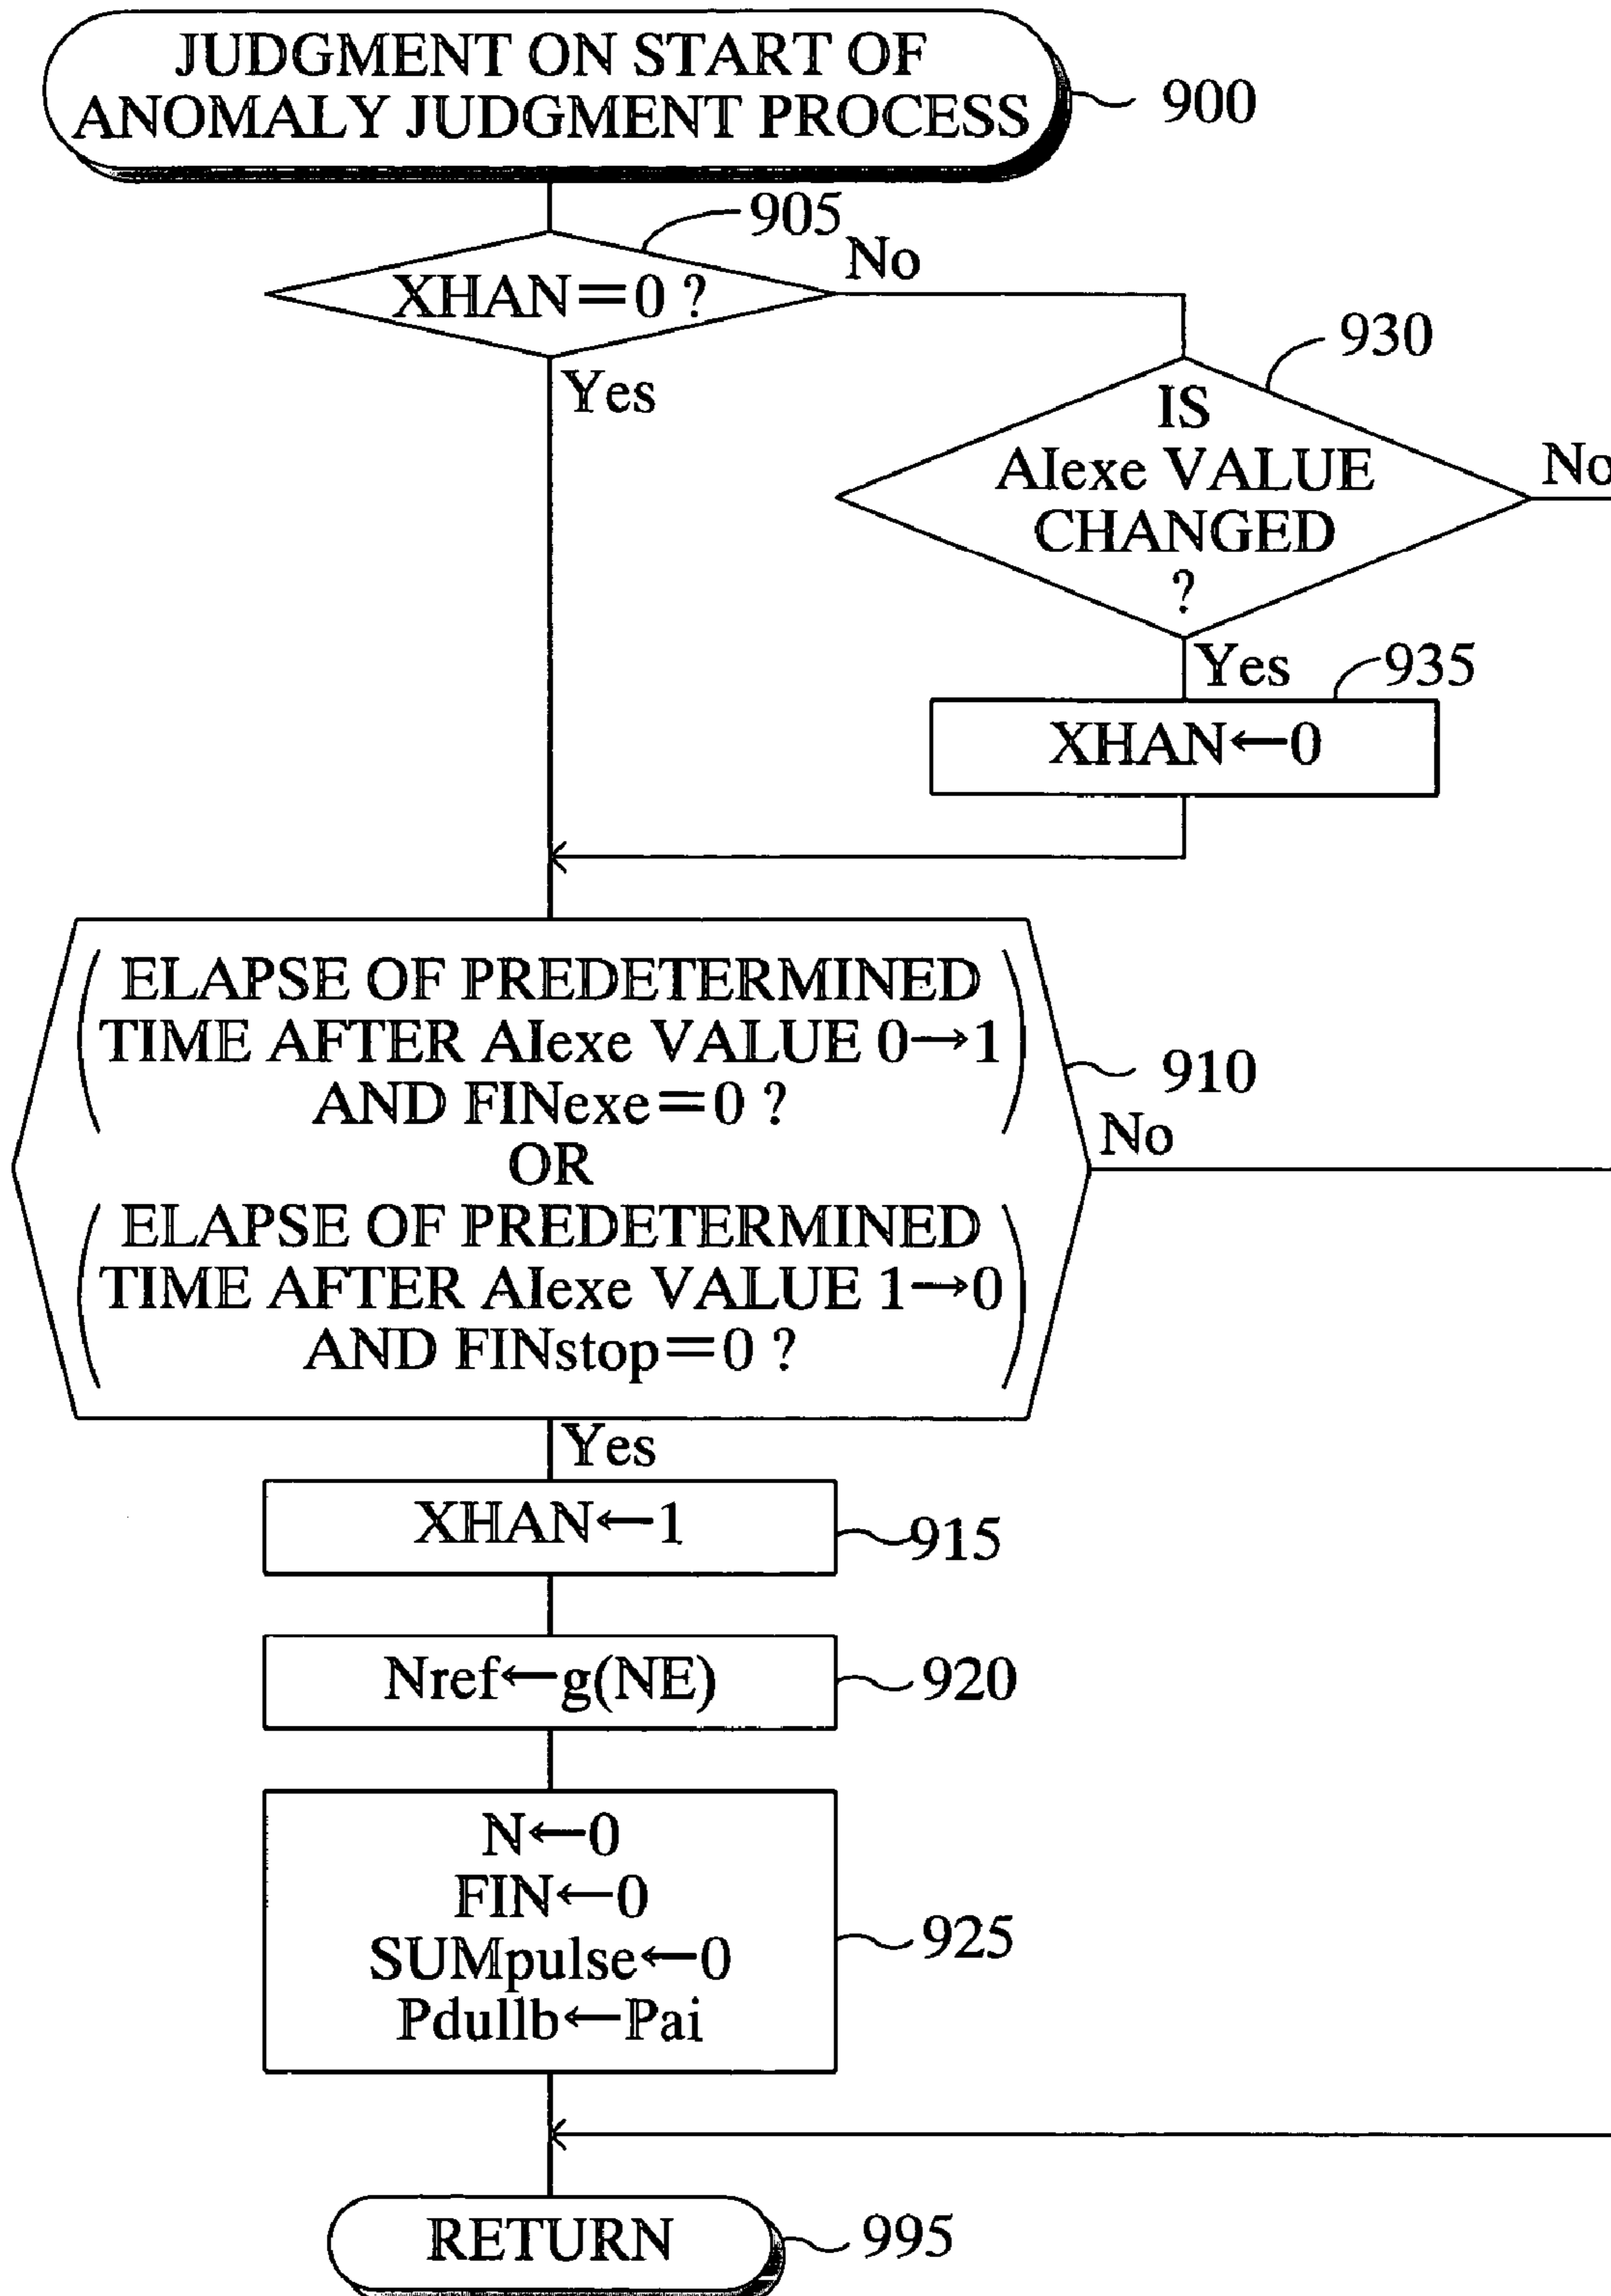 JUDGMENT ON START OF
ANOMALY JUDGMENT PROCESS
900
905
XHAN=0 ?
No
Yes
930
IS
AIexe VALUE
CHANGED
?
No
Yes
935
XHAN←0
ELAPSE OF PREDETERMINED
TIME AFTER AIexe VALUE 0→1
AND FINexe=0 ?
OR
ELAPSE OF PREDETERMINED
TIME AFTER AIexe VALUE 1→0
AND FINstop=0 ?
910
No
Yes
XHAN←1
915
Nref←g(NE)
920
N←0
FIN←0
SUMpulse←0
Pdullb←Pai
925
RETURN
995